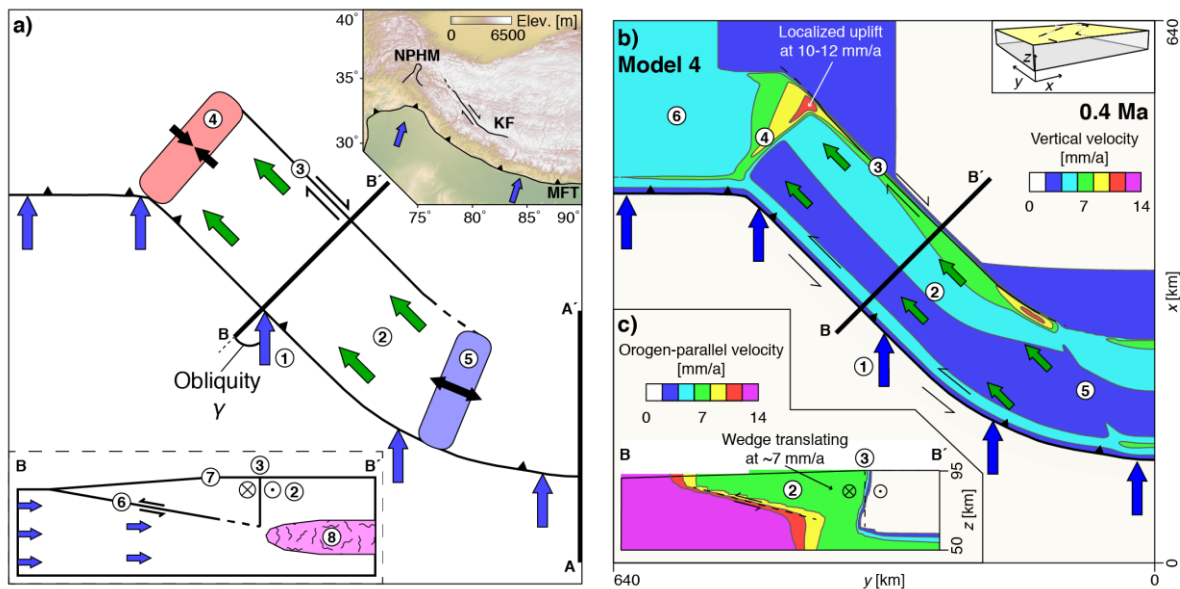 a)
40°
35°
30°
75°
80°
85°
90°
Elev. [m]
0
6500
NPHM
KF
MFT
④
③
B´
A´
②
⑤
B
①
Obliquity
γ
A
B
B´
③
⑦
②
⑥
⑧
b)
Model 4
Localized uplift
at 10-12 mm/a
z
y
x
640
0.4 Ma
Vertical velocity
[mm/a]
0
7
14
⑥
④
③
B´
②
B
①
⑤
x [km]
c)
Orogen-parallel velocity
[mm/a]
0
7
14
Wedge translating
at ~7 mm/a
B
③
B´
95
②
z [km]
50
0
640
y [km]
0